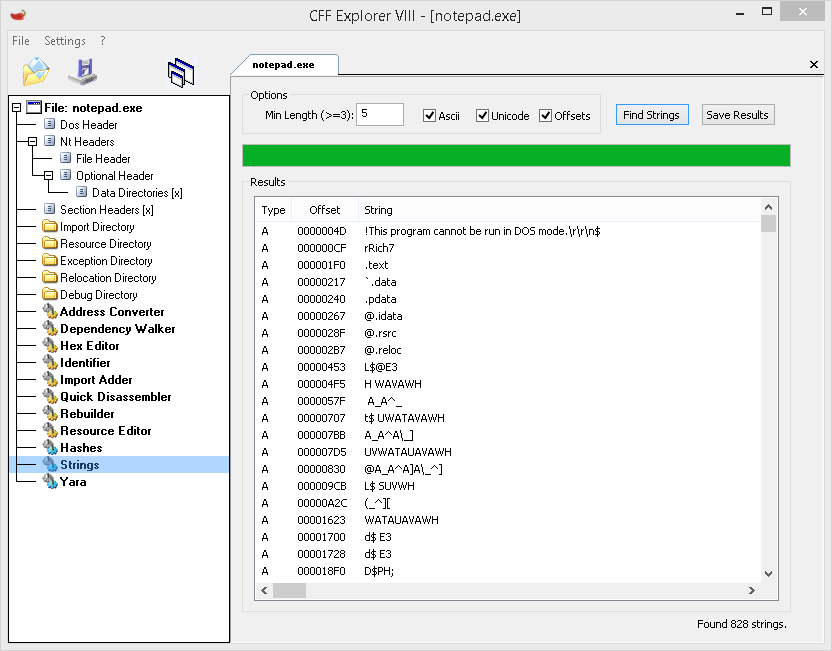 CFF Explorer VIII - [notepad.exe]
File Settings ?
notepad.exe
File: notepad.exe
Dos Header
Nt Headers
File Header
Optional Header
Data Directories [x]
Section Headers [x]
Import Directory
Resource Directory
Exception Directory
Relocation Directory
Debug Directory
Address Converter
Dependency Walker
Hex Editor
Identifier
Import Adder
Quick Disassembler
Rebuilder
Resource Editor
Hashes
Strings
Yara
Options
Min Length (>=3): 5 Ascii Unicode Offsets Find Strings Save Results
Results
Type Offset String
A 0000004D !This program cannot be run in DOS mode.\r\r\n$
A 000000CF rRich7
A 000001F0 .text
A 00000217 `.data
A 00000240 .pdata
A 00000267 @.idata
A 0000028F @.rsrc
A 000002B7 @.reloc
A 00000453 L$@E3
A 000004F5 H WAVAWH
A 0000057F A_A^_
A 00000707 t$ UWATAVAWH
A 000007BB A_A^A\_]
A 000007D5 UVWATAUAVAWH
A 00000830 @A_A^A]A\_^]
A 000009CB L$ SUVWH
A 00000A2C (_^][
A 00001623 WATAUAVAWH
A 00001700 d$ E3
A 00001728 d$ E3
A 000018F0 D$PH;
Found 828 strings.